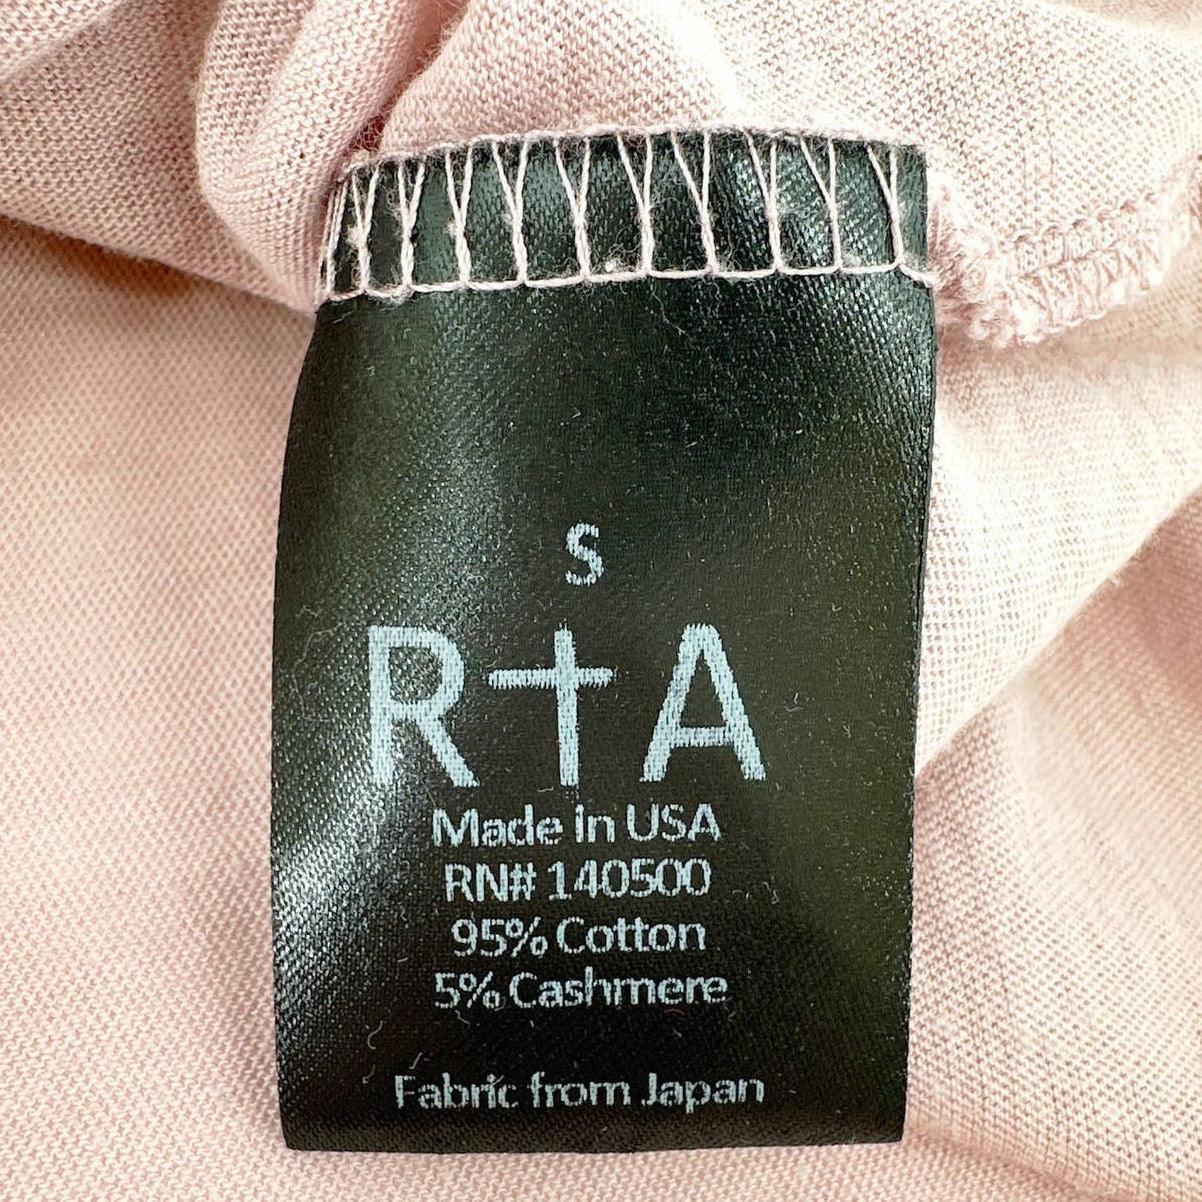 S
R†A
Made in USA
RN# 140500
95% Cotton
5% Cashmere
Fabric from Japan